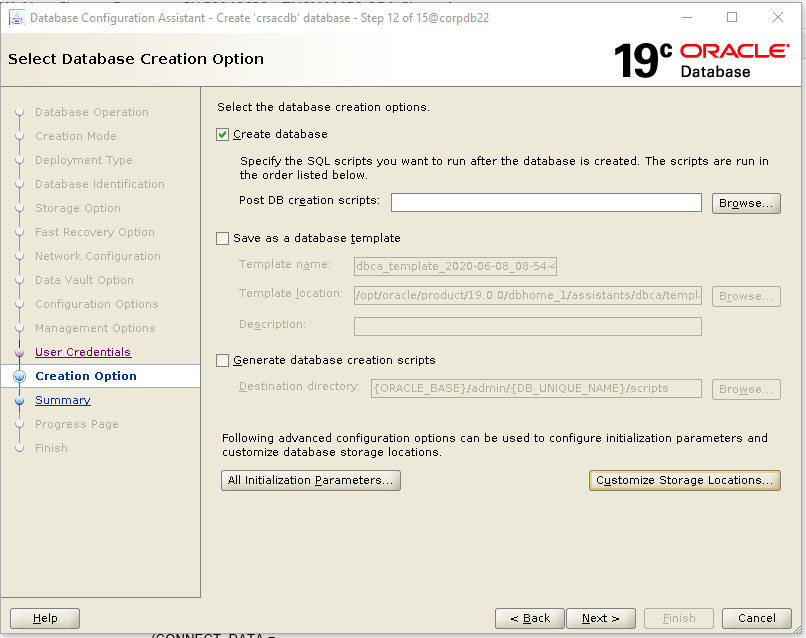 Database Configuration Assistant - Create 'crsacdb' database - Step 12 of 15@corpdb22
Select Database Creation Option
19c ORACLE
Database
Database Operation
Creation Mode
Deployment Type
Database Identification
Storage Option
Fast Recovery Option
Network Configuration
Data Vault Option
Configuration Options
Management Options
User Credentials
Creation Option
Summary
Progress Page
Finish
Select the database creation options.
Create database
Specify the SQL scripts you want to run after the database is created. The scripts are run in
the order listed below.
Post DB creation scripts:
Browse...
Save as a database template
Template name: dbca_template_2020-06-08_08-54-
Template location: /opt/oracle/product/19.0.0/dbhome_1/assistants/dbca/templ
Browse...
Description:
Generate database creation scripts
Destination directory: {ORACLE_BASE}/admin/{DB_UNIQUE_NAME}/scripts
Browse...
Following advanced configuration options can be used to configure initialization parameters and
customize database storage locations.
All Initialization Parameters...
Customize Storage Locations...
Help
< Back
Next >
Finish
Cancel